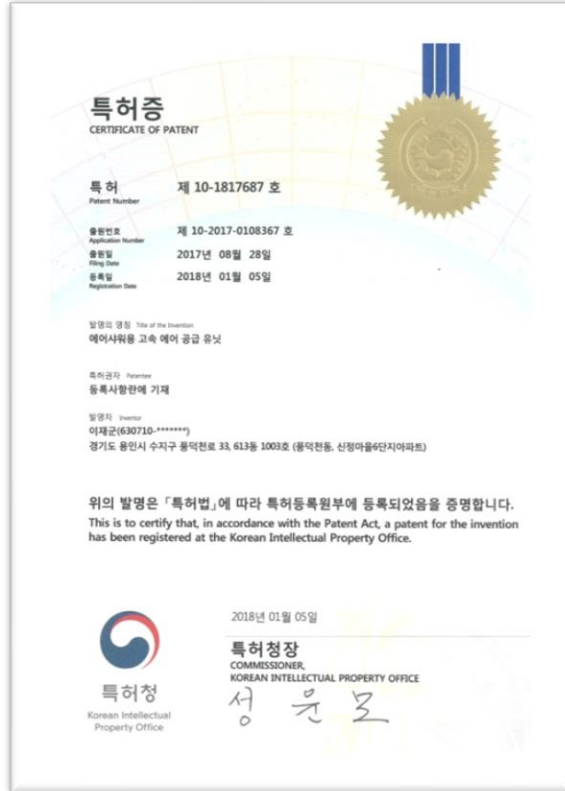 특허증
CERTIFICATE OF PATENT
특허 제 10-1817687 호
Patent Number
출원번호 제 10-2017-0108367 호
Application Number
출원일 2017년 08월 28일
Filing Date
등록일 2018년 01월 05일
Registration Date
발명의 명칭 Title of the Invention
에어샤워용 고속 에어 공급 유닛
특허권자 Patentee
등록사항란에 기재
발명자 Inventor
이재군(630710-*******)
경기도 용인시 수지구 풍덕천로 33, 613동 1003호 (풍덕천동, 신정마을6단지아파트)
위의 발명은 「특허법」에 따라 특허등록원부에 등록되었음을 증명합니다.
This is to certify that, in accordance with the Patent Act, a patent for the invention
has been registered at the Korean Intellectual Property Office.
2018년 01월 05일
특허청장
COMMISSIONER,
KOREAN INTELLECTUAL PROPERTY OFFICE
성윤모
특허청
Korean Intellectual
Property Office